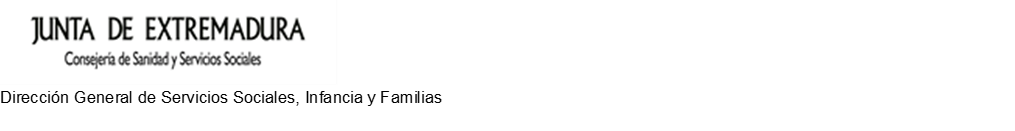 JUNTA DE EXTREMADURA
Consejería de Sanidad y Servicios Sociales
Dirección General de Servicios Sociales, Infancia y Familias